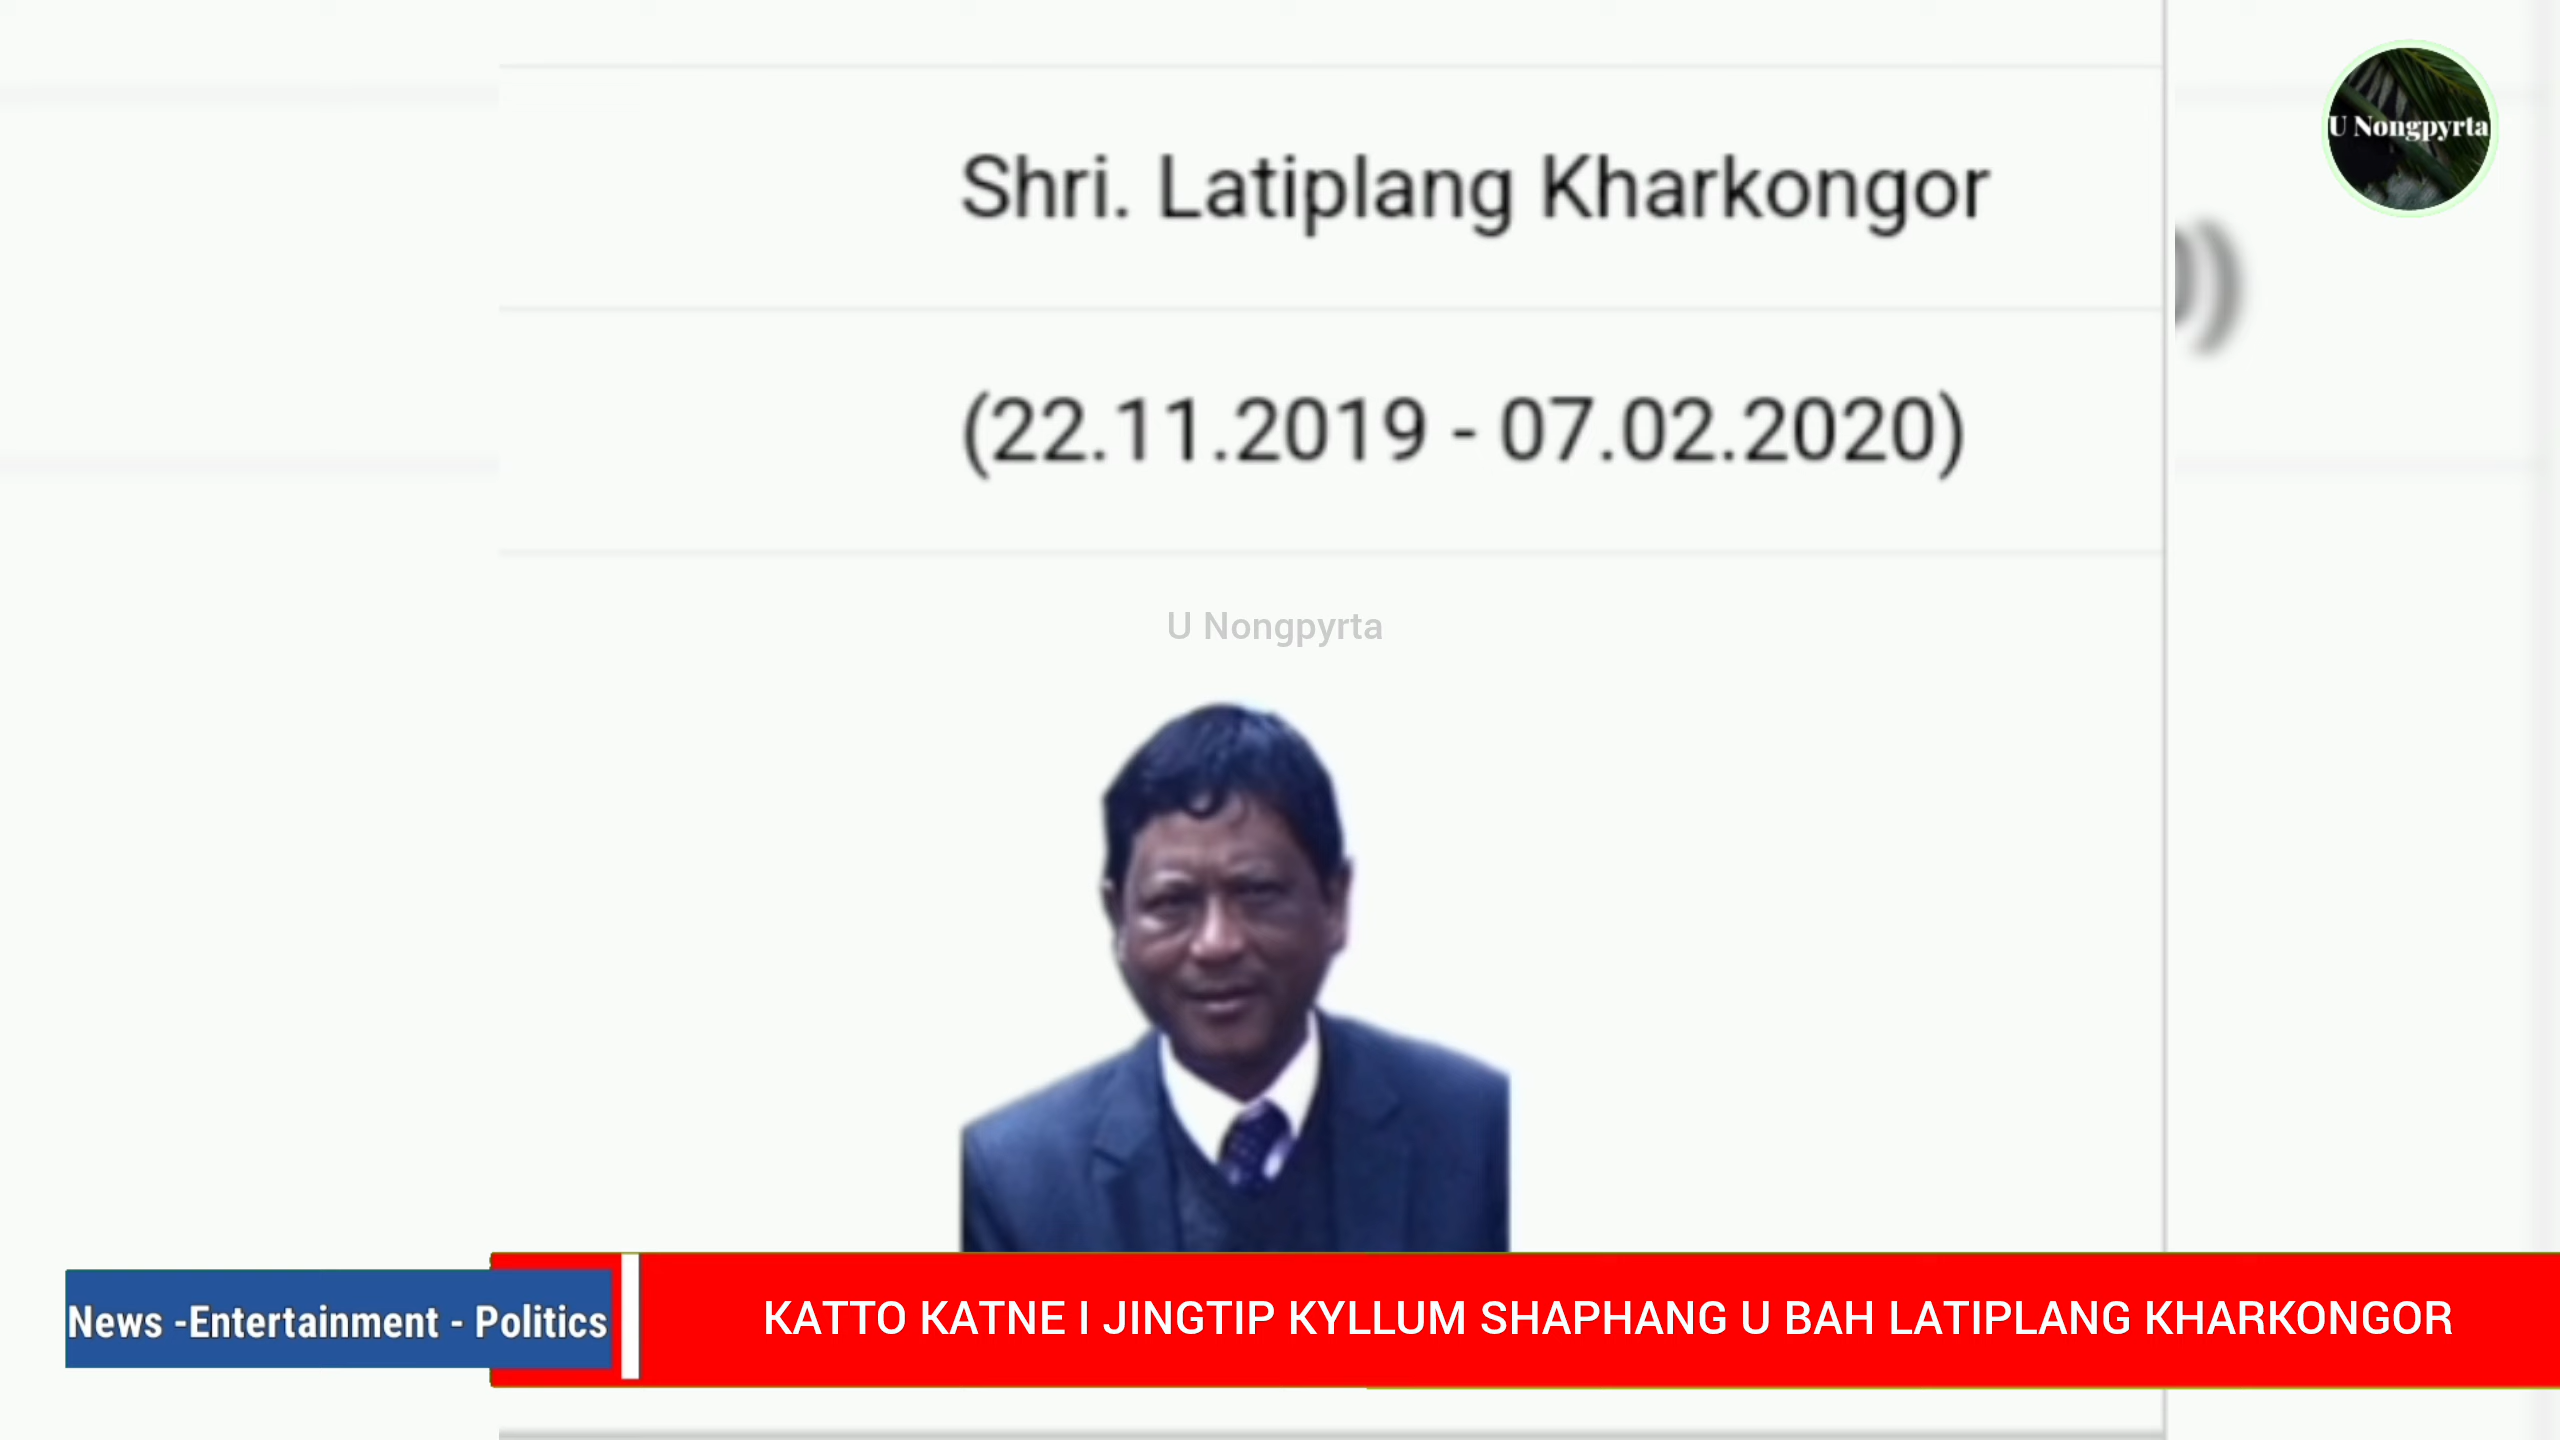 U Nongpyrta
Shri. Latiplang Kharkongor
)
(22.11.2019 - 07.02.2020)
U Nongpyrta
News -Entertainment - Politics
KATTO KATNE I JINGTIP KYLLUM SHAPHANG U BAH LATIPLANG KHARKONGOR